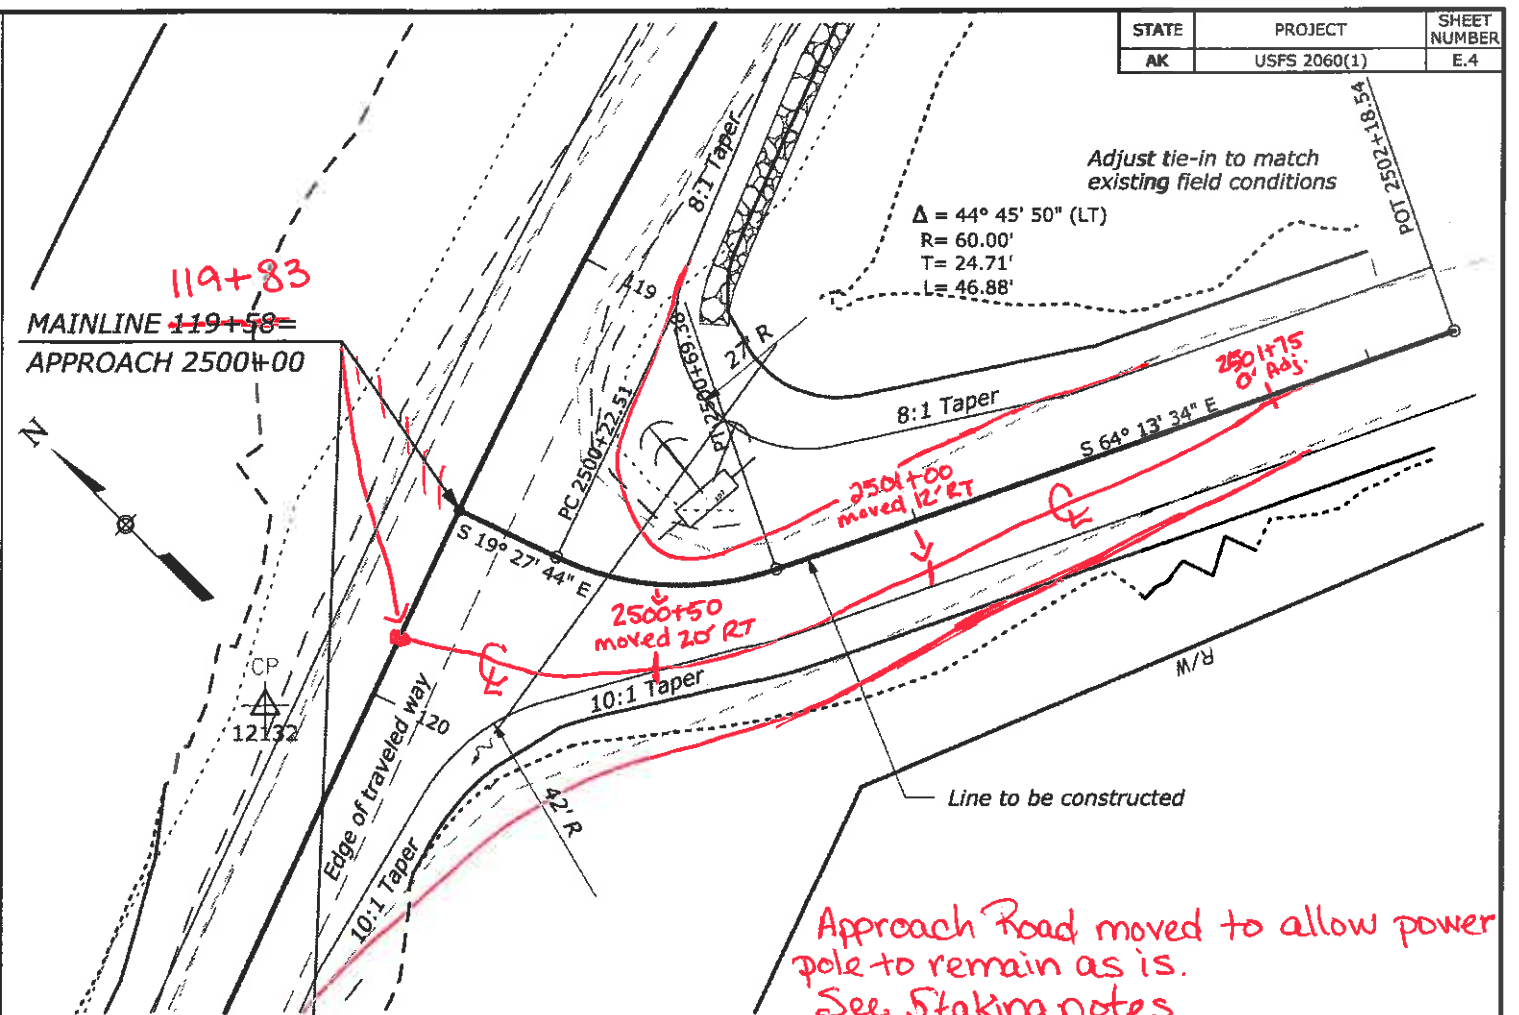 STATE PROJECT SHEET NUMBER
AK USFS 2060(1) E.4
POT 2502+18.54
Adjust tie-in to match
existing field conditions
Δ = 44° 45' 50" (LT)
R= 60.00'
T= 24.71'
L= 46.88'
8:1 Taper
119
119+83
MAINLINE 119+58=
APPROACH 2500+00
N
27' R
PI 2500+69.38
PC 2500+22.51
8:1 Taper
2501+75
0' Adj.
S 64° 13' 34" E
2501+00
moved 12' RT
S 19° 27' 44" E
2500+50
moved 20' RT
10:1 Taper
R/W
CP
12132
120
Edge of traveled way
42' R
10:1 Taper
Line to be constructed
Approach Road moved to allow power
pole to remain as is.
See Staking notes